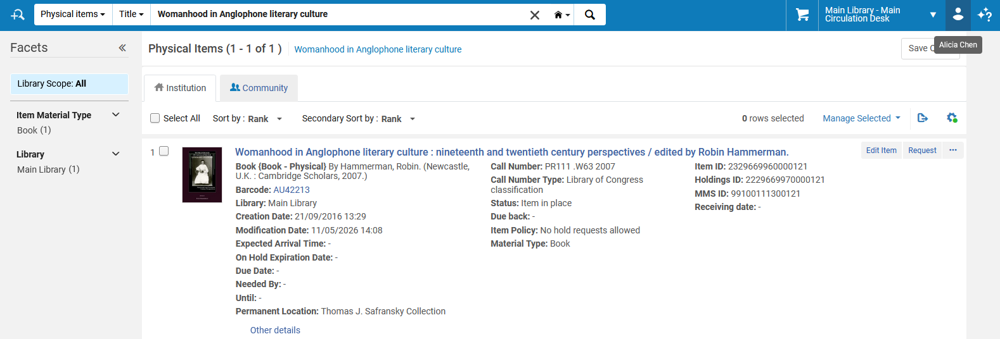 Physical items Title Womanhood in Anglophone literary culture
Main Library - Main
Circulation Desk
Alicia Chen
Facets
Library Scope: All
Item Material Type
Book (1)
Library
Main Library (1)
Physical Items (1 - 1 of 1 ) Womanhood in Anglophone literary culture
Institution Community
Select All Sort by : Rank Secondary Sort by : Rank 0 rows selected Manage Selected
1 Womanhood in Anglophone literary culture : nineteenth and twentieth century perspectives / edited by Robin Hammerman. Edit Item Request
Book {Book - Physical} By Hammerman, Robin. (Newcastle,
U.K. : Cambridge Scholars, 2007.)
Barcode: AU42213
Library: Main Library
Creation Date: 21/09/2016 13:29
Modification Date: 11/05/2026 14:08
Expected Arrival Time: -
On Hold Expiration Date: -
Due Date: -
Needed By: -
Until: -
Permanent Location: Thomas J. Safransky Collection
Other details
Call Number: PR111 .W63 2007
Call Number Type: Library of Congress
classification
Status: Item in place
Due back: -
Item Policy: No hold requests allowed
Material Type: Book
Item ID: 2329669960000121
Holdings ID: 2229669970000121
MMS ID: 99100111300121
Receiving date: -